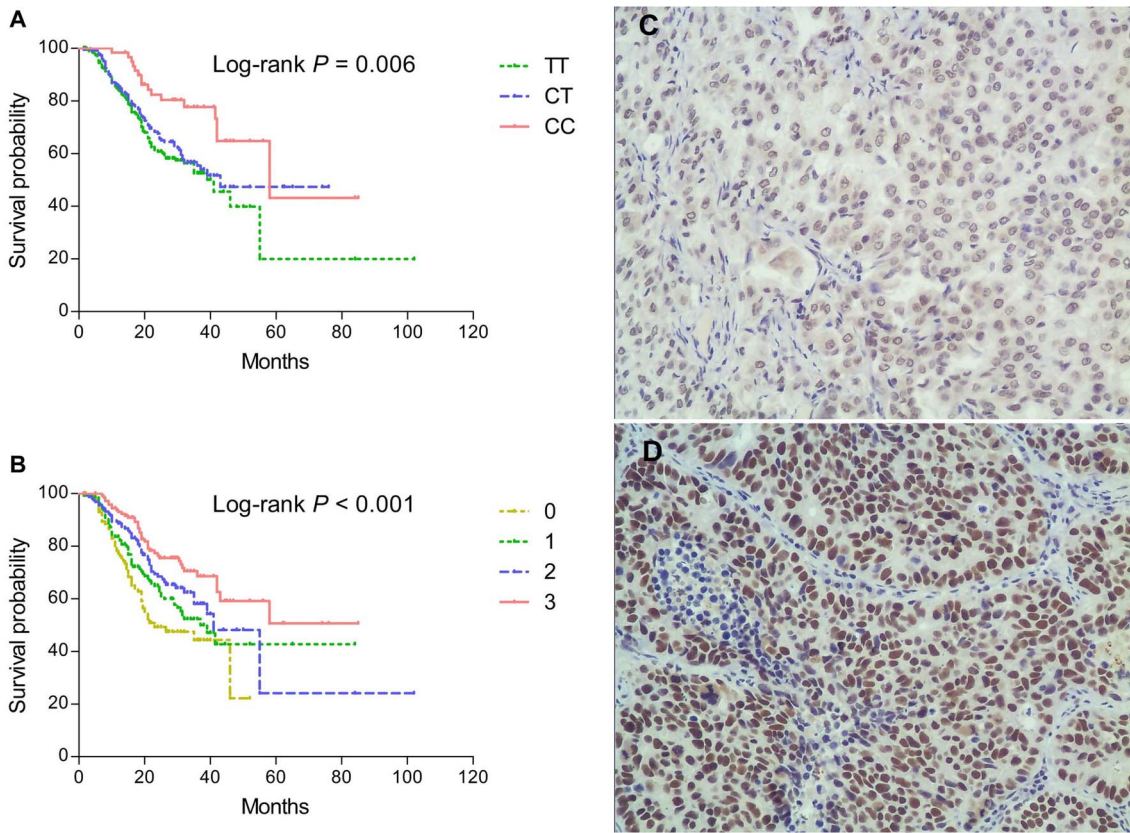 A
Log-rank P = 0.006
TT
CT
CC
Survival probability
100
80
60
40
20
0
0 20 40 60 80 100 120
Months
B
Log-rank P < 0.001
0
1
2
3
Survival probability
100
80
60
40
20
0
0 20 40 60 80 100 120
Months
C
D